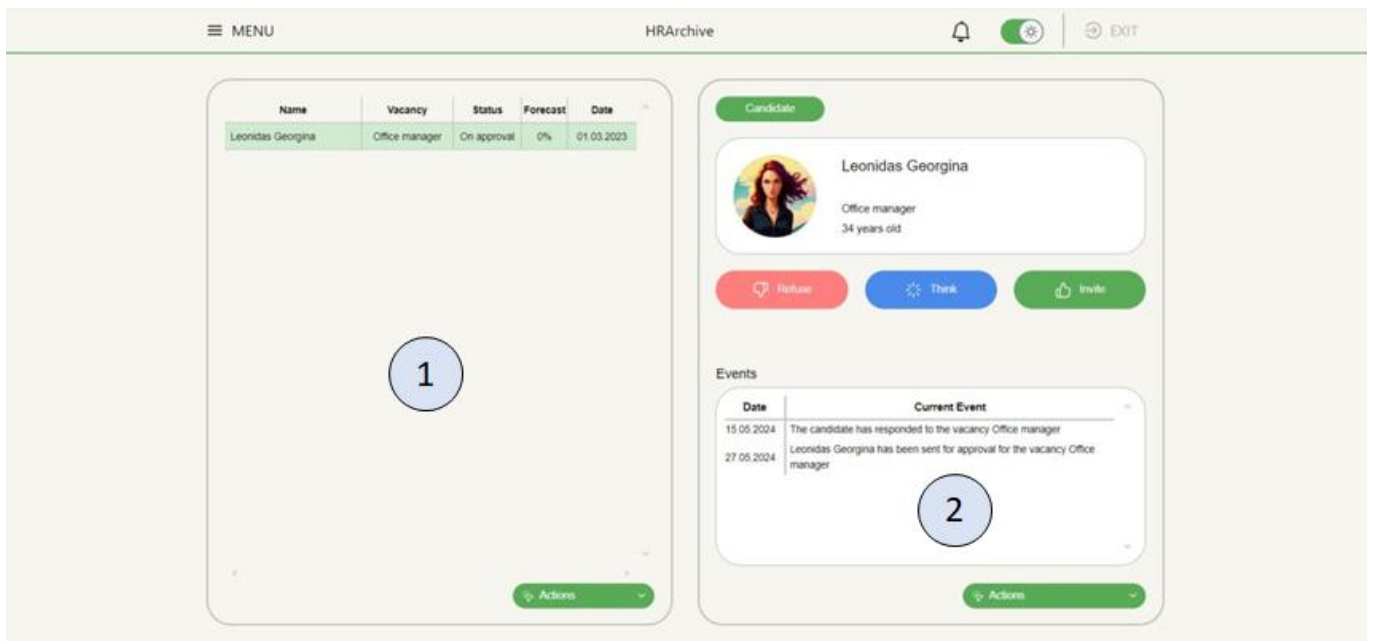 MENU HRArchive EXIT
Name Vacancy Status Forecast Date
Leonidas Georgina Office manager On approval 0% 01.03.2023
1
Actions
Candidate
Leonidas Georgina
Office manager
34 years old
Refuse Think Invite
Events
Date Current Event
15.05.2024 The candidate has responded to the vacancy Office manager
27.05.2024 Leonidas Georgina has been sent for approval for the vacancy Office
manager
2
Actions